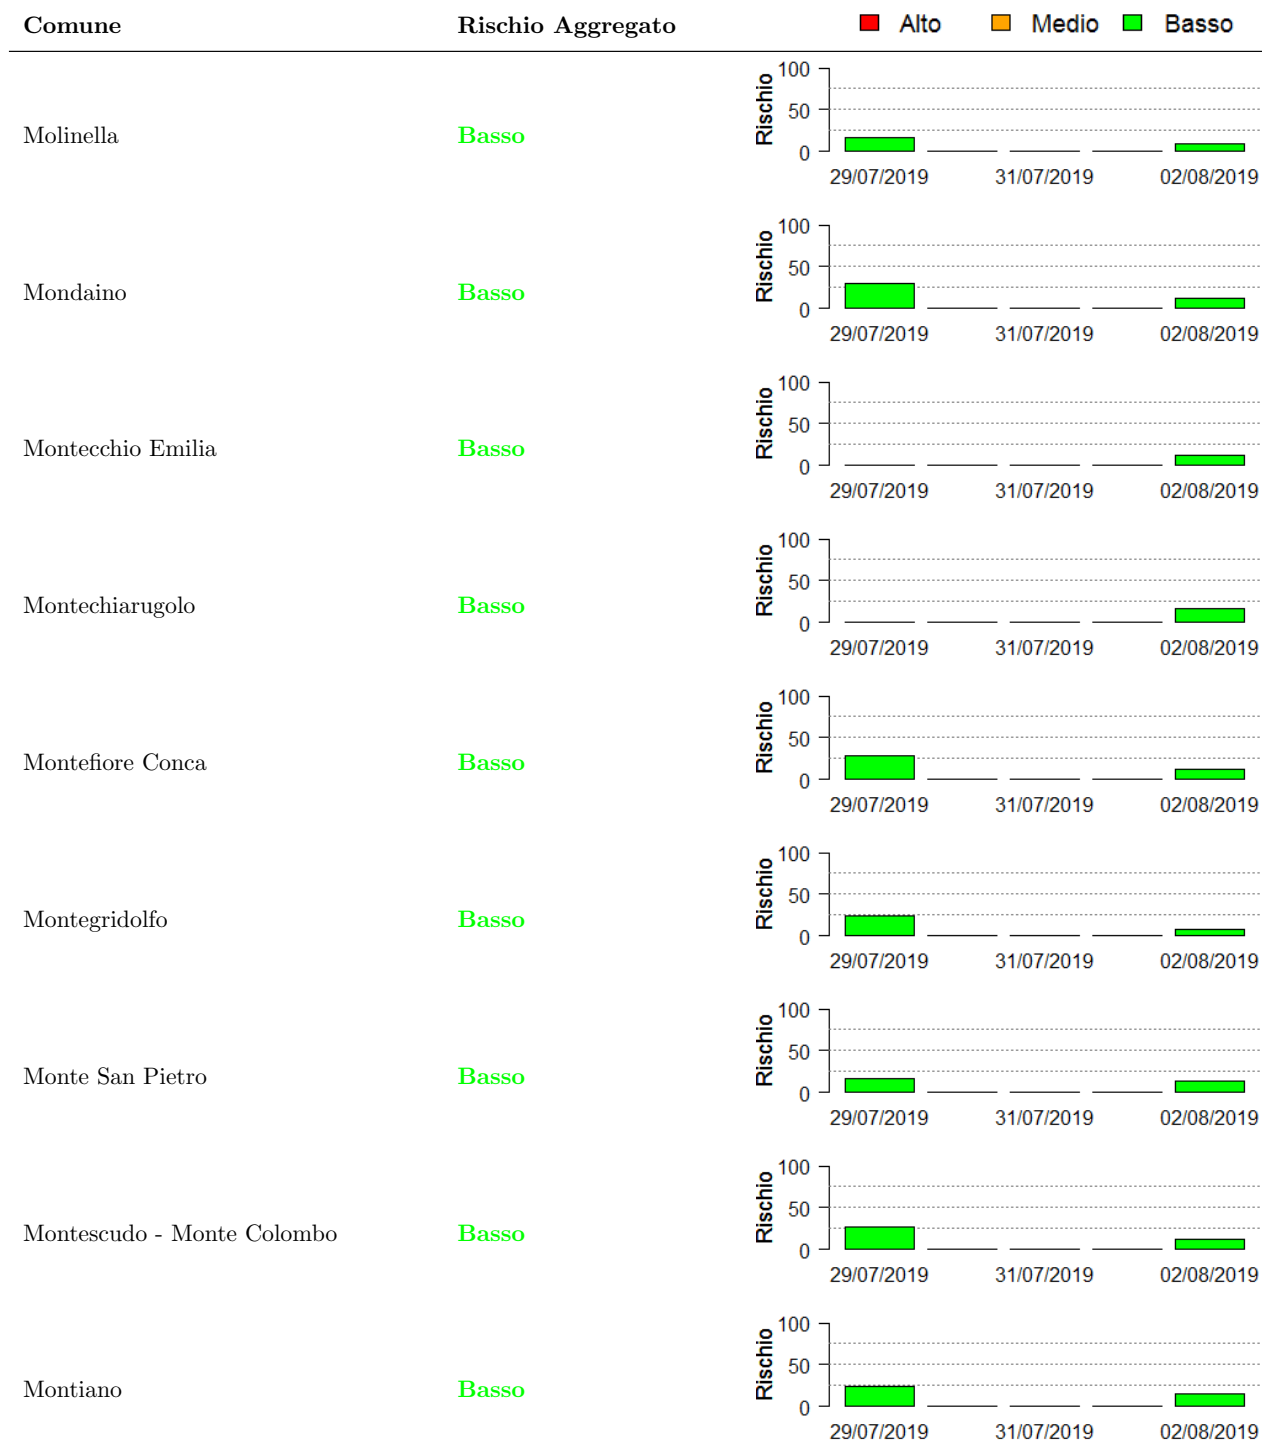 Comune Rischio Aggregato Alto Medio Basso
Molinella Basso Rischio 100 50 0
29/07/2019 31/07/2019 02/08/2019
Mondaino Basso Rischio 100 50 0
29/07/2019 31/07/2019 02/08/2019
Montecchio Emilia Basso Rischio 100 50 0
29/07/2019 31/07/2019 02/08/2019
Montechiarugolo Basso Rischio 100 50 0
29/07/2019 31/07/2019 02/08/2019
Montefiore Conca Basso Rischio 100 50 0
29/07/2019 31/07/2019 02/08/2019
Montegridolfo Basso Rischio 100 50 0
29/07/2019 31/07/2019 02/08/2019
Monte San Pietro Basso Rischio 100 50 0
29/07/2019 31/07/2019 02/08/2019
Montescudo - Monte Colombo Basso Rischio 100 50 0
29/07/2019 31/07/2019 02/08/2019
Montiano Basso Rischio 100 50 0
29/07/2019 31/07/2019 02/08/2019